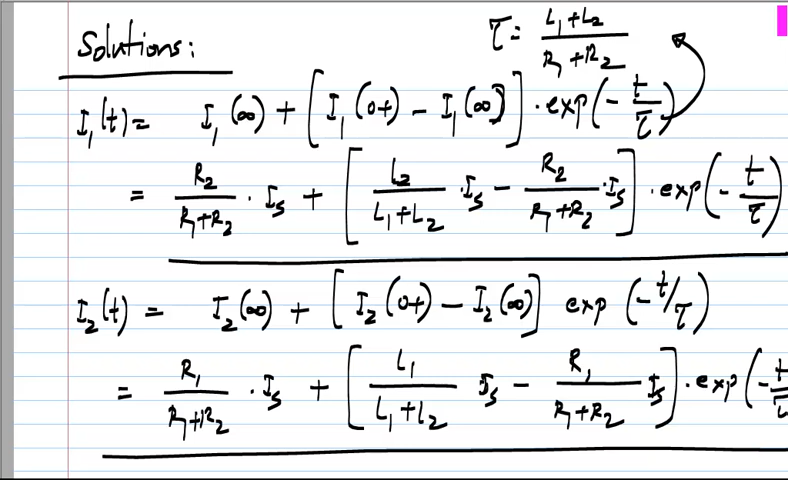 Solutions: τ = (L₁+L₂)/(R₁+R₂)
I₁(t) = I₁(∞) + [I₁(0+) − I₁(∞)] · exp(−t/τ)
= R₂/(R₁+R₂) · Is + [L₂/(L₁+L₂) · Is − R₂/(R₁+R₂) · Is] · exp(−t/τ)
I₂(t) = I₂(∞) + [I₂(0+) − I₂(∞)] exp (−t/τ)
= R₁/(R₁+R₂) · Is + [L₁/(L₁+L₂) Is − R₁/(R₁+R₂) Is] · exp(−t/τ